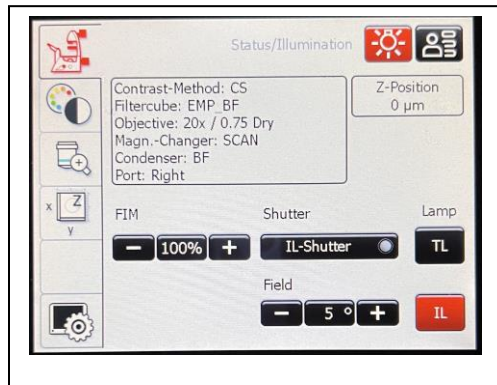 Status/Illumination
Contrast-Method: CS
Filtercube: EMP_BF
Objective: 20x / 0.75 Dry
Magn.-Changer: SCAN
Condenser: BF
Port: Right
Z-Position
0 µm
x Z
y
FIM
Shutter
Lamp
− 100% +
IL-Shutter
TL
Field
− 5 ° +
IL